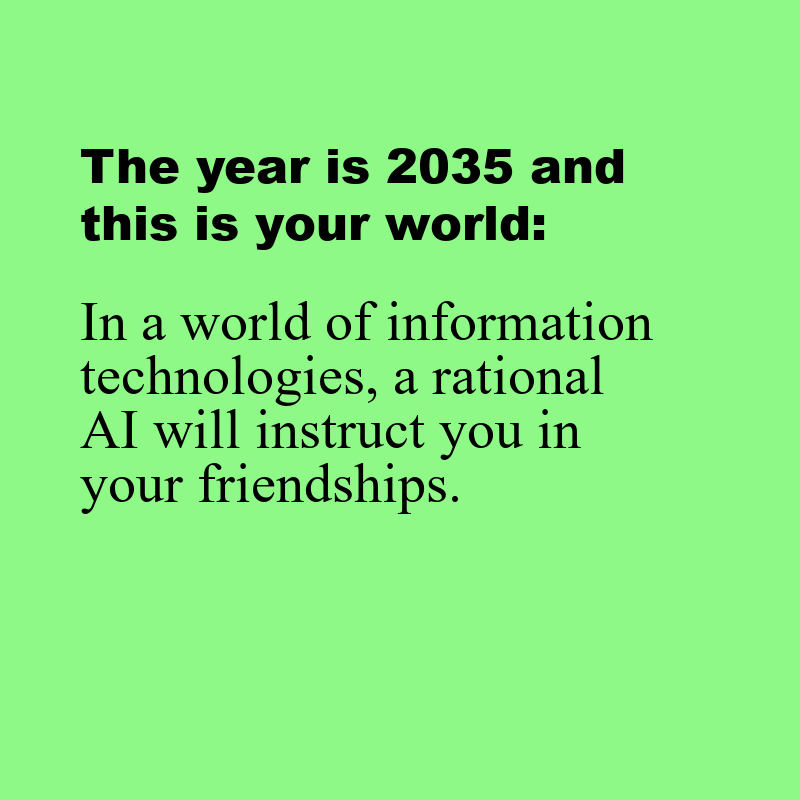 The year is 2035 and
this is your world:
In a world of information
technologies, a rational
AI will instruct you in
your friendships.